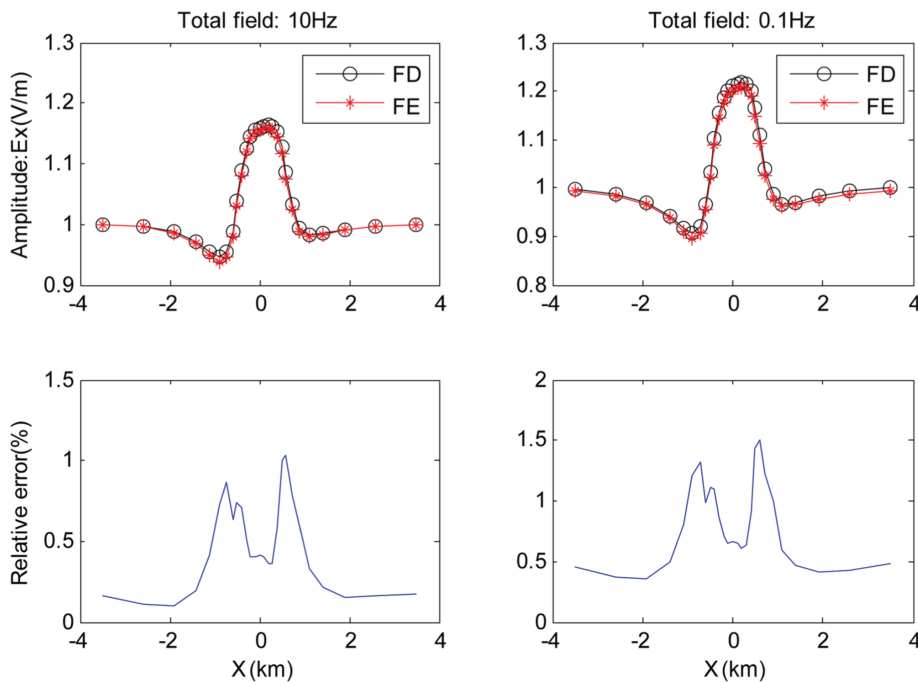 Total field: 10Hz
Amplitude:Ex(V/m)
1.3
1.2
1.1
1
0.9
FD
FE
-4 -2 0 2 4
Total field: 0.1Hz
1.3
1.2
1.1
1
0.9
0.8
FD
FE
-4 -2 0 2 4
Relative error(%)
1.5
1
0.5
0
-4 -2 0 2 4
X(km)
2
1.5
1
0.5
0
-4 -2 0 2 4
X(km)